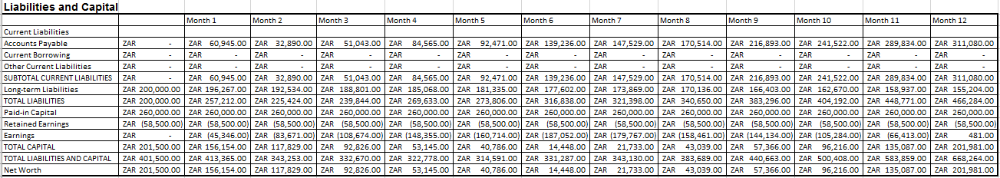 Liabilities and Capital
Month 1 Month 2 Month 3 Month 4 Month 5 Month 6 Month 7 Month 8 Month 9 Month 10 Month 11 Month 12
Current Liabilities
Accounts Payable ZAR - ZAR 60,945.00 ZAR 32,890.00 ZAR 51,043.00 ZAR 84,565.00 ZAR 92,471.00 ZAR 139,236.00 ZAR 147,529.00 ZAR 170,514.00 ZAR 216,893.00 ZAR 241,522.00 ZAR 289,834.00 ZAR 311,080.00
Current Borrowing ZAR - ZAR - ZAR - ZAR - ZAR - ZAR - ZAR - ZAR - ZAR - ZAR - ZAR - ZAR - ZAR -
Other Current Liabilities ZAR - ZAR - ZAR - ZAR - ZAR - ZAR - ZAR - ZAR - ZAR - ZAR - ZAR - ZAR - ZAR -
SUBTOTAL CURRENT LIABILITIES ZAR - ZAR 60,945.00 ZAR 32,890.00 ZAR 51,043.00 ZAR 84,565.00 ZAR 92,471.00 ZAR 139,236.00 ZAR 147,529.00 ZAR 170,514.00 ZAR 216,893.00 ZAR 241,522.00 ZAR 289,834.00 ZAR 311,080.00
Long-term Liabilities ZAR 200,000.00 ZAR 196,267.00 ZAR 192,534.00 ZAR 188,801.00 ZAR 185,068.00 ZAR 181,335.00 ZAR 177,602.00 ZAR 173,869.00 ZAR 170,136.00 ZAR 166,403.00 ZAR 162,670.00 ZAR 158,937.00 ZAR 155,204.00
TOTAL LIABILITIES ZAR 200,000.00 ZAR 257,212.00 ZAR 225,424.00 ZAR 239,844.00 ZAR 269,633.00 ZAR 273,806.00 ZAR 316,838.00 ZAR 321,398.00 ZAR 340,650.00 ZAR 383,296.00 ZAR 404,192.00 ZAR 448,771.00 ZAR 466,284.00
Paid-in Capital ZAR 260,000.00 ZAR 260,000.00 ZAR 260,000.00 ZAR 260,000.00 ZAR 260,000.00 ZAR 260,000.00 ZAR 260,000.00 ZAR 260,000.00 ZAR 260,000.00 ZAR 260,000.00 ZAR 260,000.00 ZAR 260,000.00 ZAR 260,000.00
Retained Earnings ZAR (58,500.00) ZAR (58,500.00) ZAR (58,500.00) ZAR (58,500.00) ZAR (58,500.00) ZAR (58,500.00) ZAR (58,500.00) ZAR (58,500.00) ZAR (58,500.00) ZAR (58,500.00) ZAR (58,500.00) ZAR (58,500.00) ZAR (58,500.00)
Earnings ZAR - ZAR (45,346.00) ZAR (83,671.00) ZAR (108,674.00) ZAR (148,355.00) ZAR (160,714.00) ZAR (187,052.00) ZAR (179,767.00) ZAR (158,461.00) ZAR (144,134.00) ZAR (105,284.00) ZAR (66,413.00) ZAR 481.00
TOTAL CAPITAL ZAR 201,500.00 ZAR 156,154.00 ZAR 117,829.00 ZAR 92,826.00 ZAR 53,145.00 ZAR 40,786.00 ZAR 14,448.00 ZAR 21,733.00 ZAR 43,039.00 ZAR 57,366.00 ZAR 96,216.00 ZAR 135,087.00 ZAR 201,981.00
TOTAL LIABILITIES AND CAPITAL ZAR 401,500.00 ZAR 413,365.00 ZAR 343,253.00 ZAR 332,670.00 ZAR 322,778.00 ZAR 314,591.00 ZAR 331,287.00 ZAR 343,130.00 ZAR 383,689.00 ZAR 440,663.00 ZAR 500,408.00 ZAR 583,859.00 ZAR 668,264.00
Net Worth ZAR 201,500.00 ZAR 156,154.00 ZAR 117,829.00 ZAR 92,826.00 ZAR 53,145.00 ZAR 40,786.00 ZAR 14,448.00 ZAR 21,733.00 ZAR 43,039.00 ZAR 57,366.00 ZAR 96,216.00 ZAR 135,087.00 ZAR 201,981.00